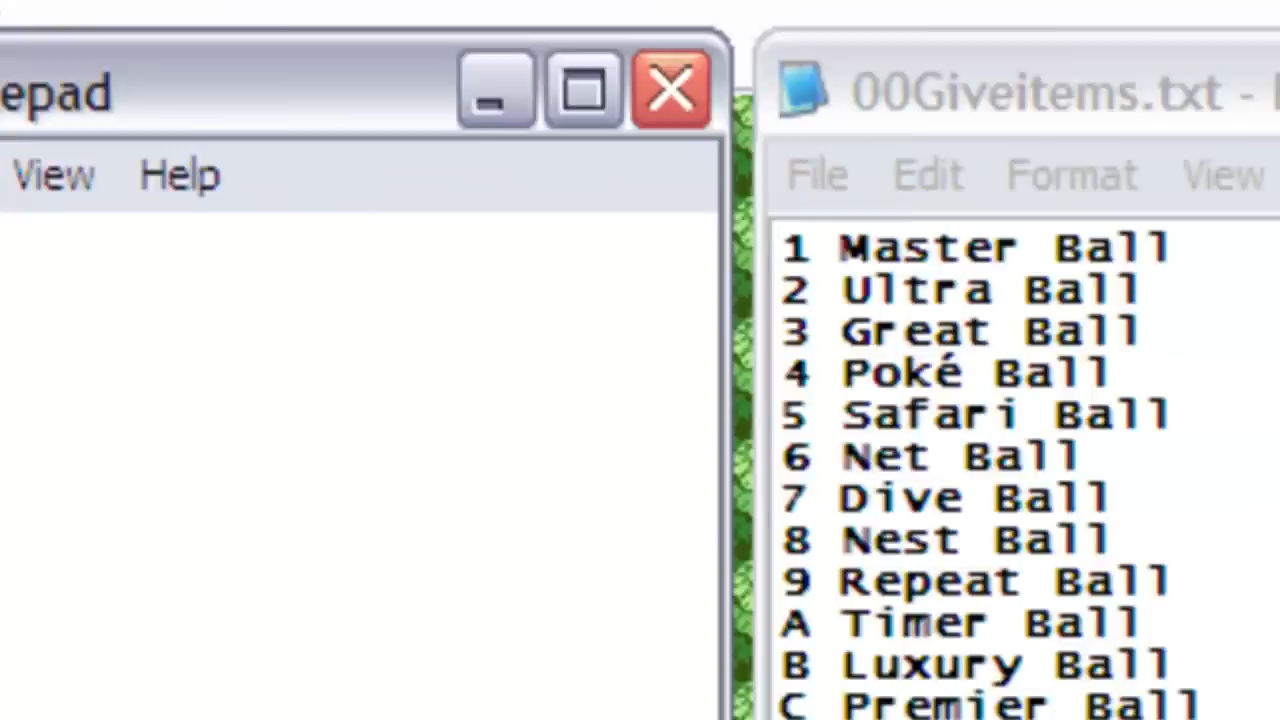 epad
View Help
00Giveitems.txt -
File Edit Format View
1 Master Ball
2 Ultra Ball
3 Great Ball
4 Poké Ball
5 Safari Ball
6 Net Ball
7 Dive Ball
8 Nest Ball
9 Repeat Ball
A Timer Ball
B Luxury Ball
C Premier Ball